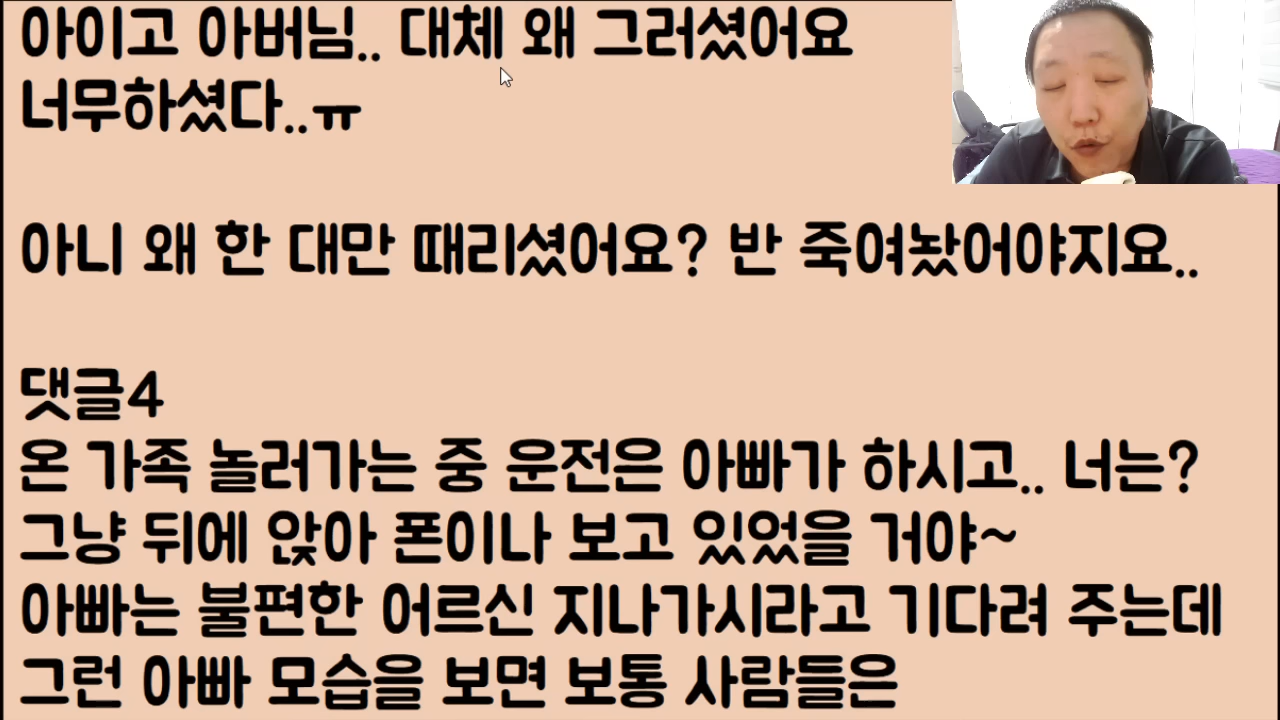 아이고 아버님.. 대체 왜 그러셨어요
너무하셨다..ㅠ
아니 왜 한 대만 때리셨어요? 반 죽여놨어야지요..
댓글4
온 가족 놀러가는 중 운전은 아빠가 하시고.. 너는?
그냥 뒤에 앉아 폰이나 보고 있었을 거야~
아빠는 불편한 어르신 지나가시라고 기다려 주는데
그런 아빠 모습을 보면 보통 사람들은